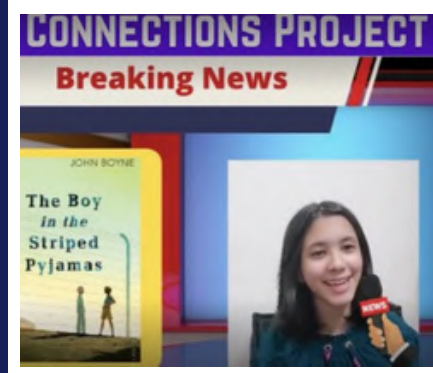 CONNECTIONS PROJECT
Breaking News
JOHN BOYNE
The Boy
in the
Striped
Pyjamas
NEWS